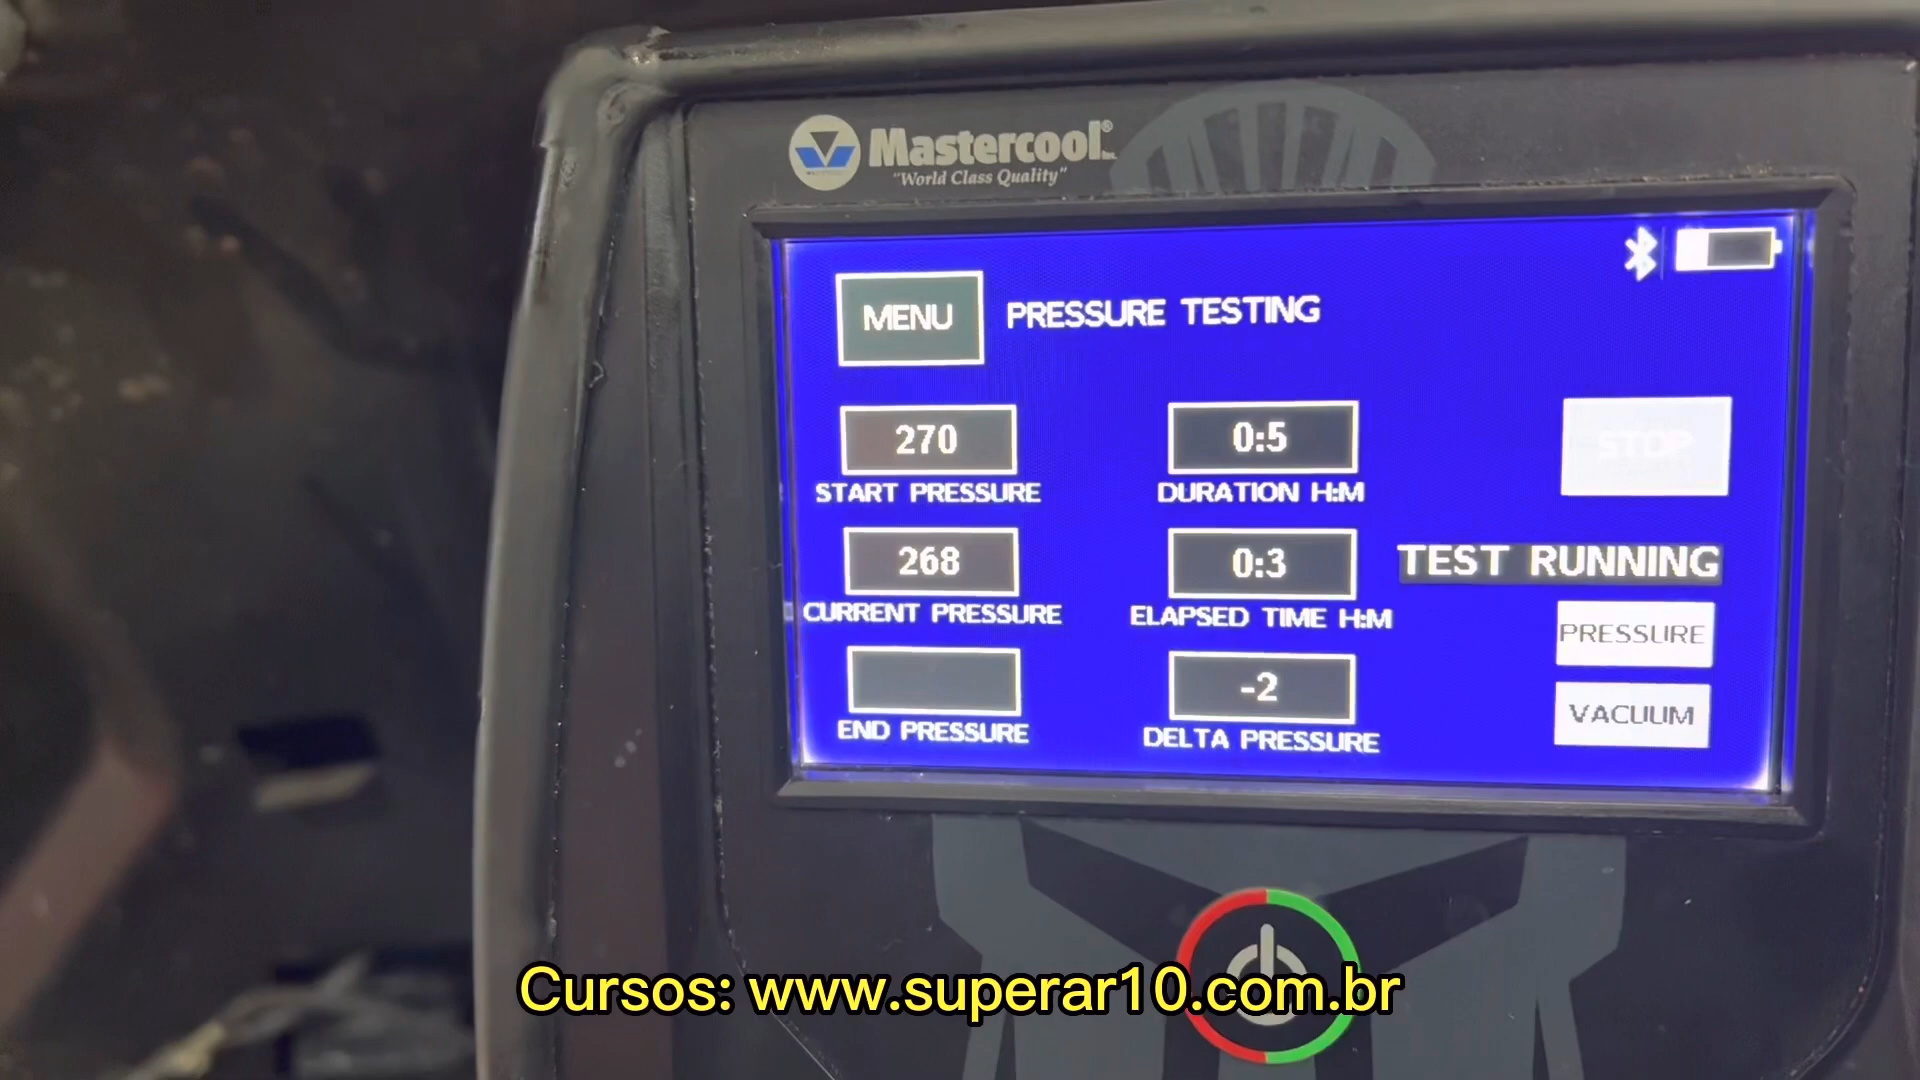 Mastercool®
"World Class Quality"
MENU
PRESSURE TESTING
270
START PRESSURE
0:5
DURATION H:M
STOP
268
CURRENT PRESSURE
0:3
ELAPSED TIME H:M
TEST RUNNING
PRESSURE
END PRESSURE
-2
DELTA PRESSURE
VACUUM
Cursos: www.superar10.com.br